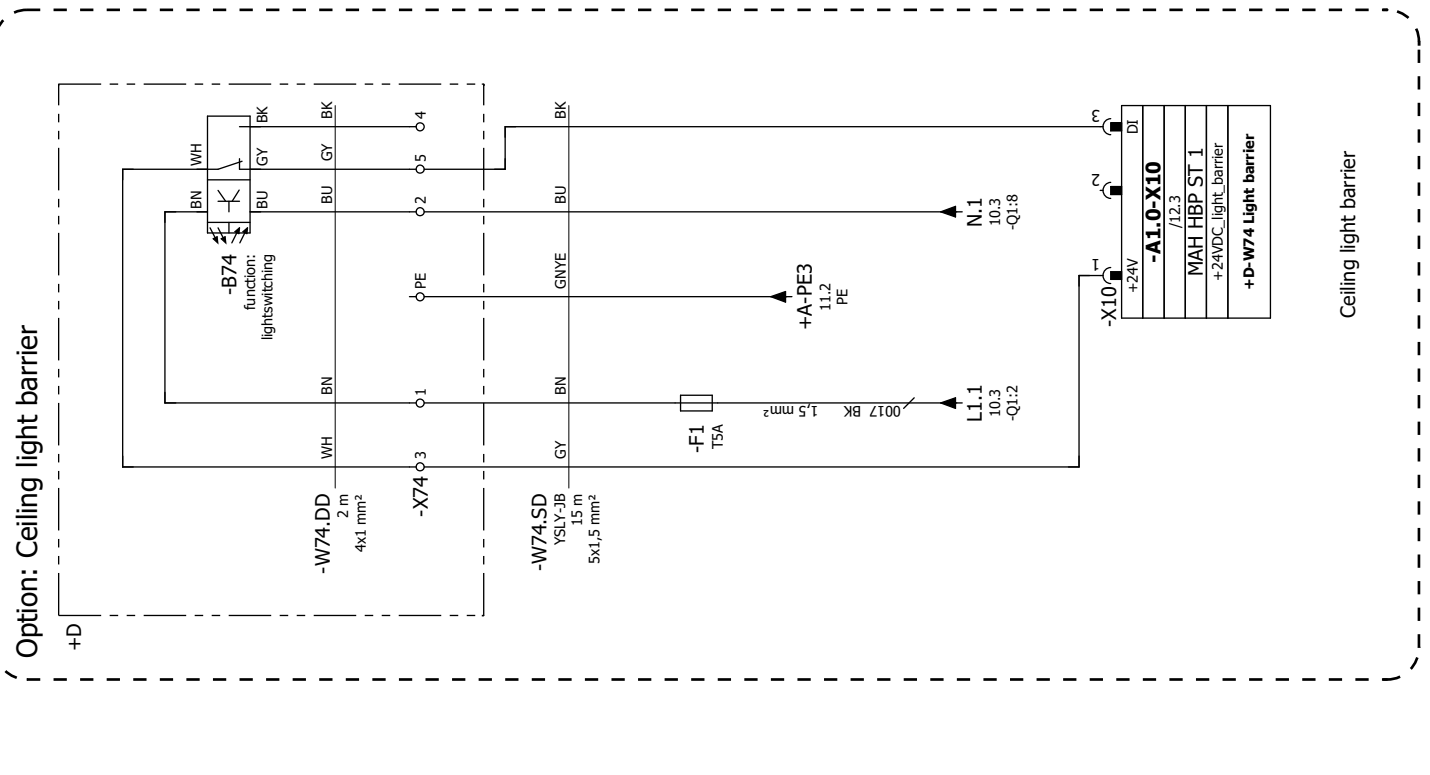 Option: Ceiling light barrier
+D
WH
BN
BK
GY
BU
-B74
function:
lightswitching
BK
GY
BU
BN
WH
-W74.DD
2 m
4x1 mm²
4
5
2
PE
1
3
-X74
BK
BU
GNYE
BN
GY
-W74.SD
YSLY-JB
15 m
5x1,5 mm²
-F1
T5A
0017 BK 1,5 mm²
N.1
10.3
-Q1:8
+A-PE3
11.2
PE
L1.1
10.3
-Q1:2
3
2
1
-X10
DI
+24V
-A1.0-X10
/12.3
MAH HBP ST 1
+24VDC_light_barrier
+D-W74 Light barrier
Ceiling light barrier